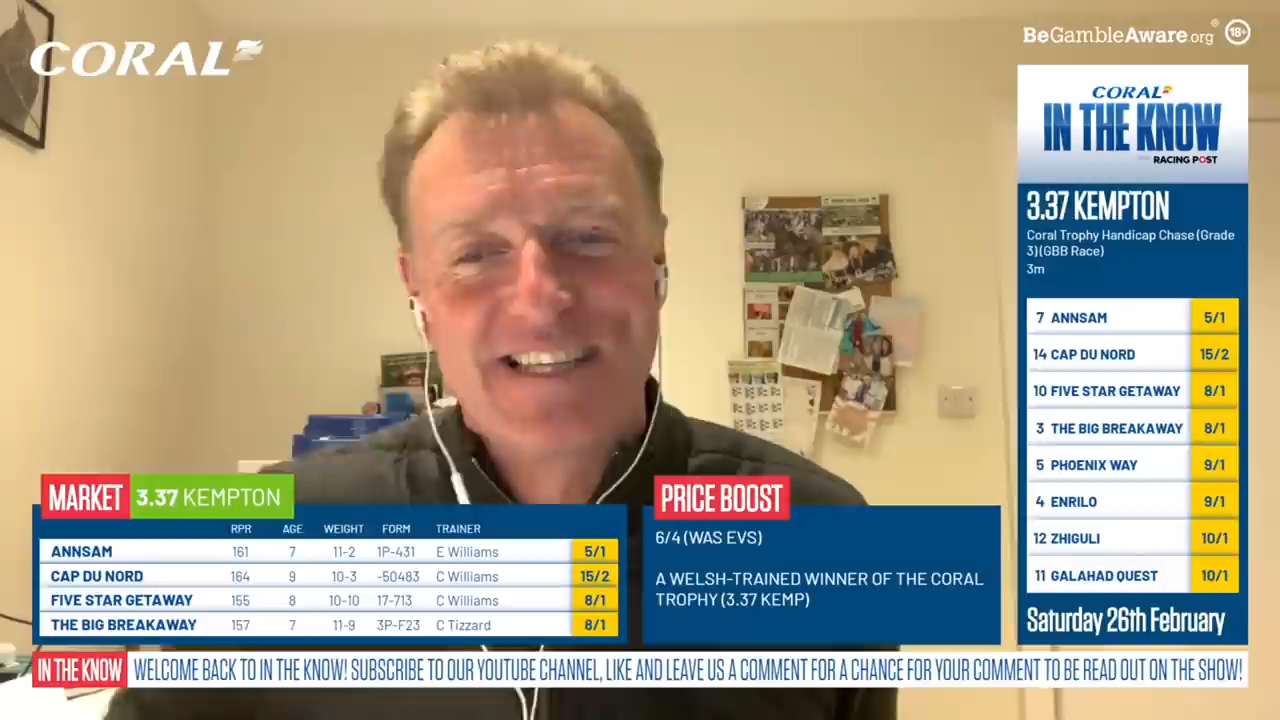 CORAL
BeGambleAware.org 18+
CORAL
IN THE KNOW
RACING POST
3.37 KEMPTON
Coral Trophy Handicap Chase (Grade
3) (GBB Race)
3m
7 ANNSAM 5/1
14 CAP DU NORD 15/2
10 FIVE STAR GETAWAY 8/1
3 THE BIG BREAKAWAY 8/1
5 PHOENIX WAY 9/1
4 ENRILO 9/1
12 ZHIGULI 10/1
11 GALAHAD QUEST 10/1
Saturday 26th February
MARKET 3.37 KEMPTON
RPR AGE WEIGHT FORM TRAINER
ANNSAM 161 7 11-2 1P-431 E Williams 5/1
CAP DU NORD 164 9 10-3 -50483 C Williams 15/2
FIVE STAR GETAWAY 155 8 10-10 17-713 C Williams 8/1
THE BIG BREAKAWAY 157 7 11-9 3P-F23 C Tizzard 8/1
PRICE BOOST
6/4 (WAS EVS)
A WELSH-TRAINED WINNER OF THE CORAL
TROPHY (3.37 KEMP)
IN THE KNOW WELCOME BACK TO IN THE KNOW! SUBSCRIBE TO OUR YOUTUBE CHANNEL, LIKE AND LEAVE US A COMMENT FOR A CHANCE FOR YOUR COMMENT TO BE READ OUT ON THE SHOW!